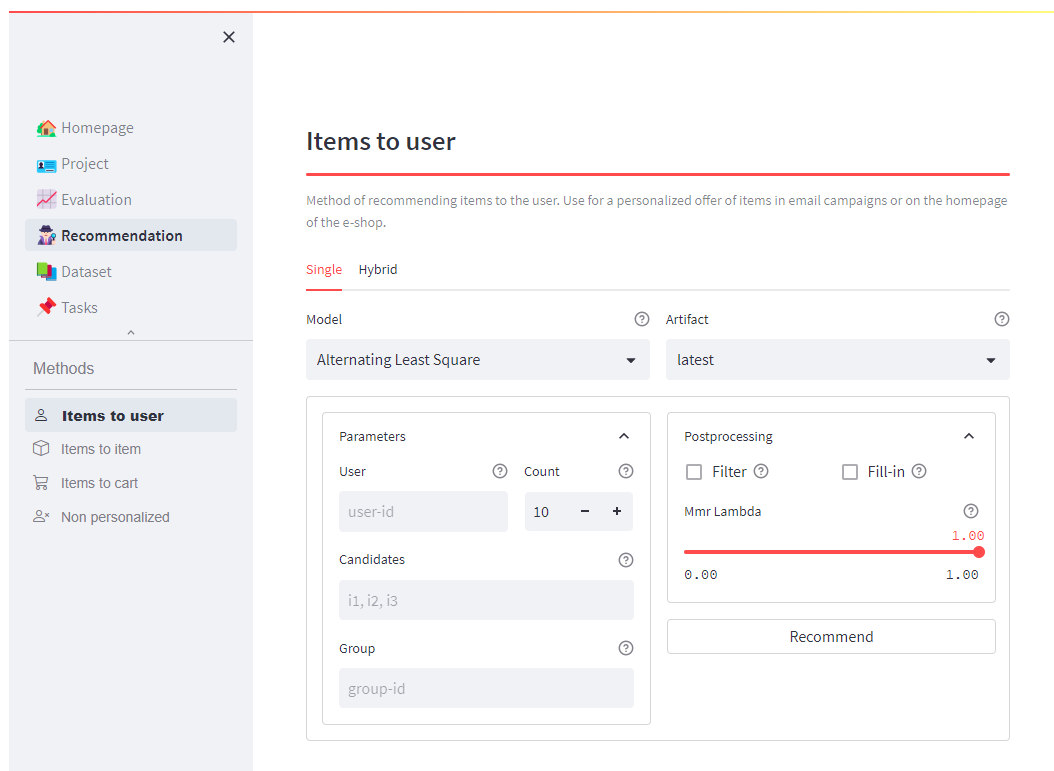 Homepage
Project
Evaluation
Recommendation
Dataset
Tasks
Methods
Items to user
Items to item
Items to cart
Non personalized
Items to user
Method of recommending items to the user. Use for a personalized offer of items in email campaigns or on the homepage
of the e-shop.
Single Hybrid
Model
Alternating Least Square
Artifact
latest
Parameters
User
user-id
Count
10 - +
Candidates
i1, i2, i3
Group
group-id
Postprocessing
Filter
Fill-in
Mmr Lambda
1.00
0.00 1.00
Recommend